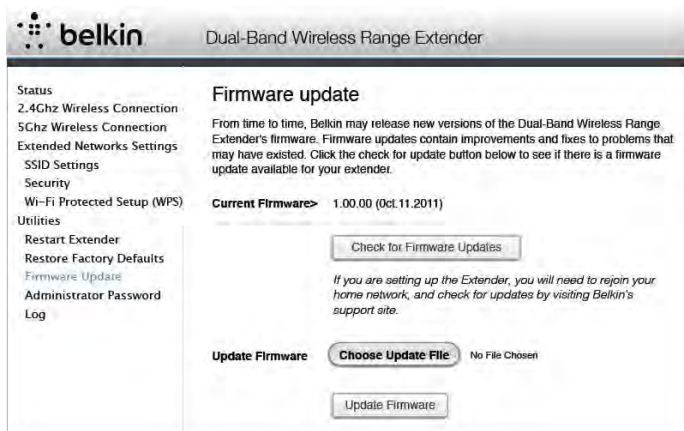 belkin
Dual-Band Wireless Range Extender
Status
2.4Ghz Wireless Connection
5Ghz Wireless Connection
Extended Networks Settings
SSID Settings
Security
Wi-Fi Protected Setup (WPS)
Utilities
Restart Extender
Restore Factory Defaults
Firmware Update
Administrator Password
Log
Firmware update
From time to time, Belkin may release new versions of the Dual-Band Wireless Range
Extender's firmware. Firmware updates contain improvements and fixes to problems that
may have existed. Click the check for update button below to see if there is a firmware
update available for your extender.
Current Firmware> 1.00.00 (0ct.11.2011)
Check for Firmware Updates
If you are setting up the Extender, you will need to rejoin your
home network, and check for updates by visiting Belkin's
support site.
Update Firmware Choose Update File No File Chosen
Update Firmware